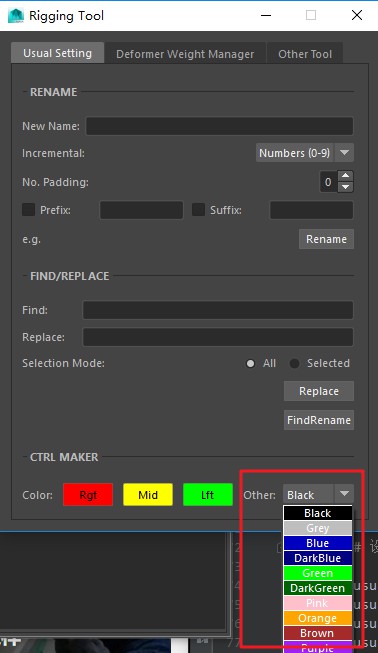 Rigging Tool
Usual Setting Deformer Weight Manager Other Tool
RENAME
New Name:
Incremental: Numbers (0-9)
No. Padding: 0
Prefix: Suffix:
e.g. Rename
FIND/REPLACE
Find:
Replace:
Selection Mode: All Selected
Replace
FindRename
CTRL MAKER
Color: Rgt Mid Lft Other: Black
Black
Grey
Blue
DarkBlue
Green
DarkGreen
Pink
Orange
Brown
Purple